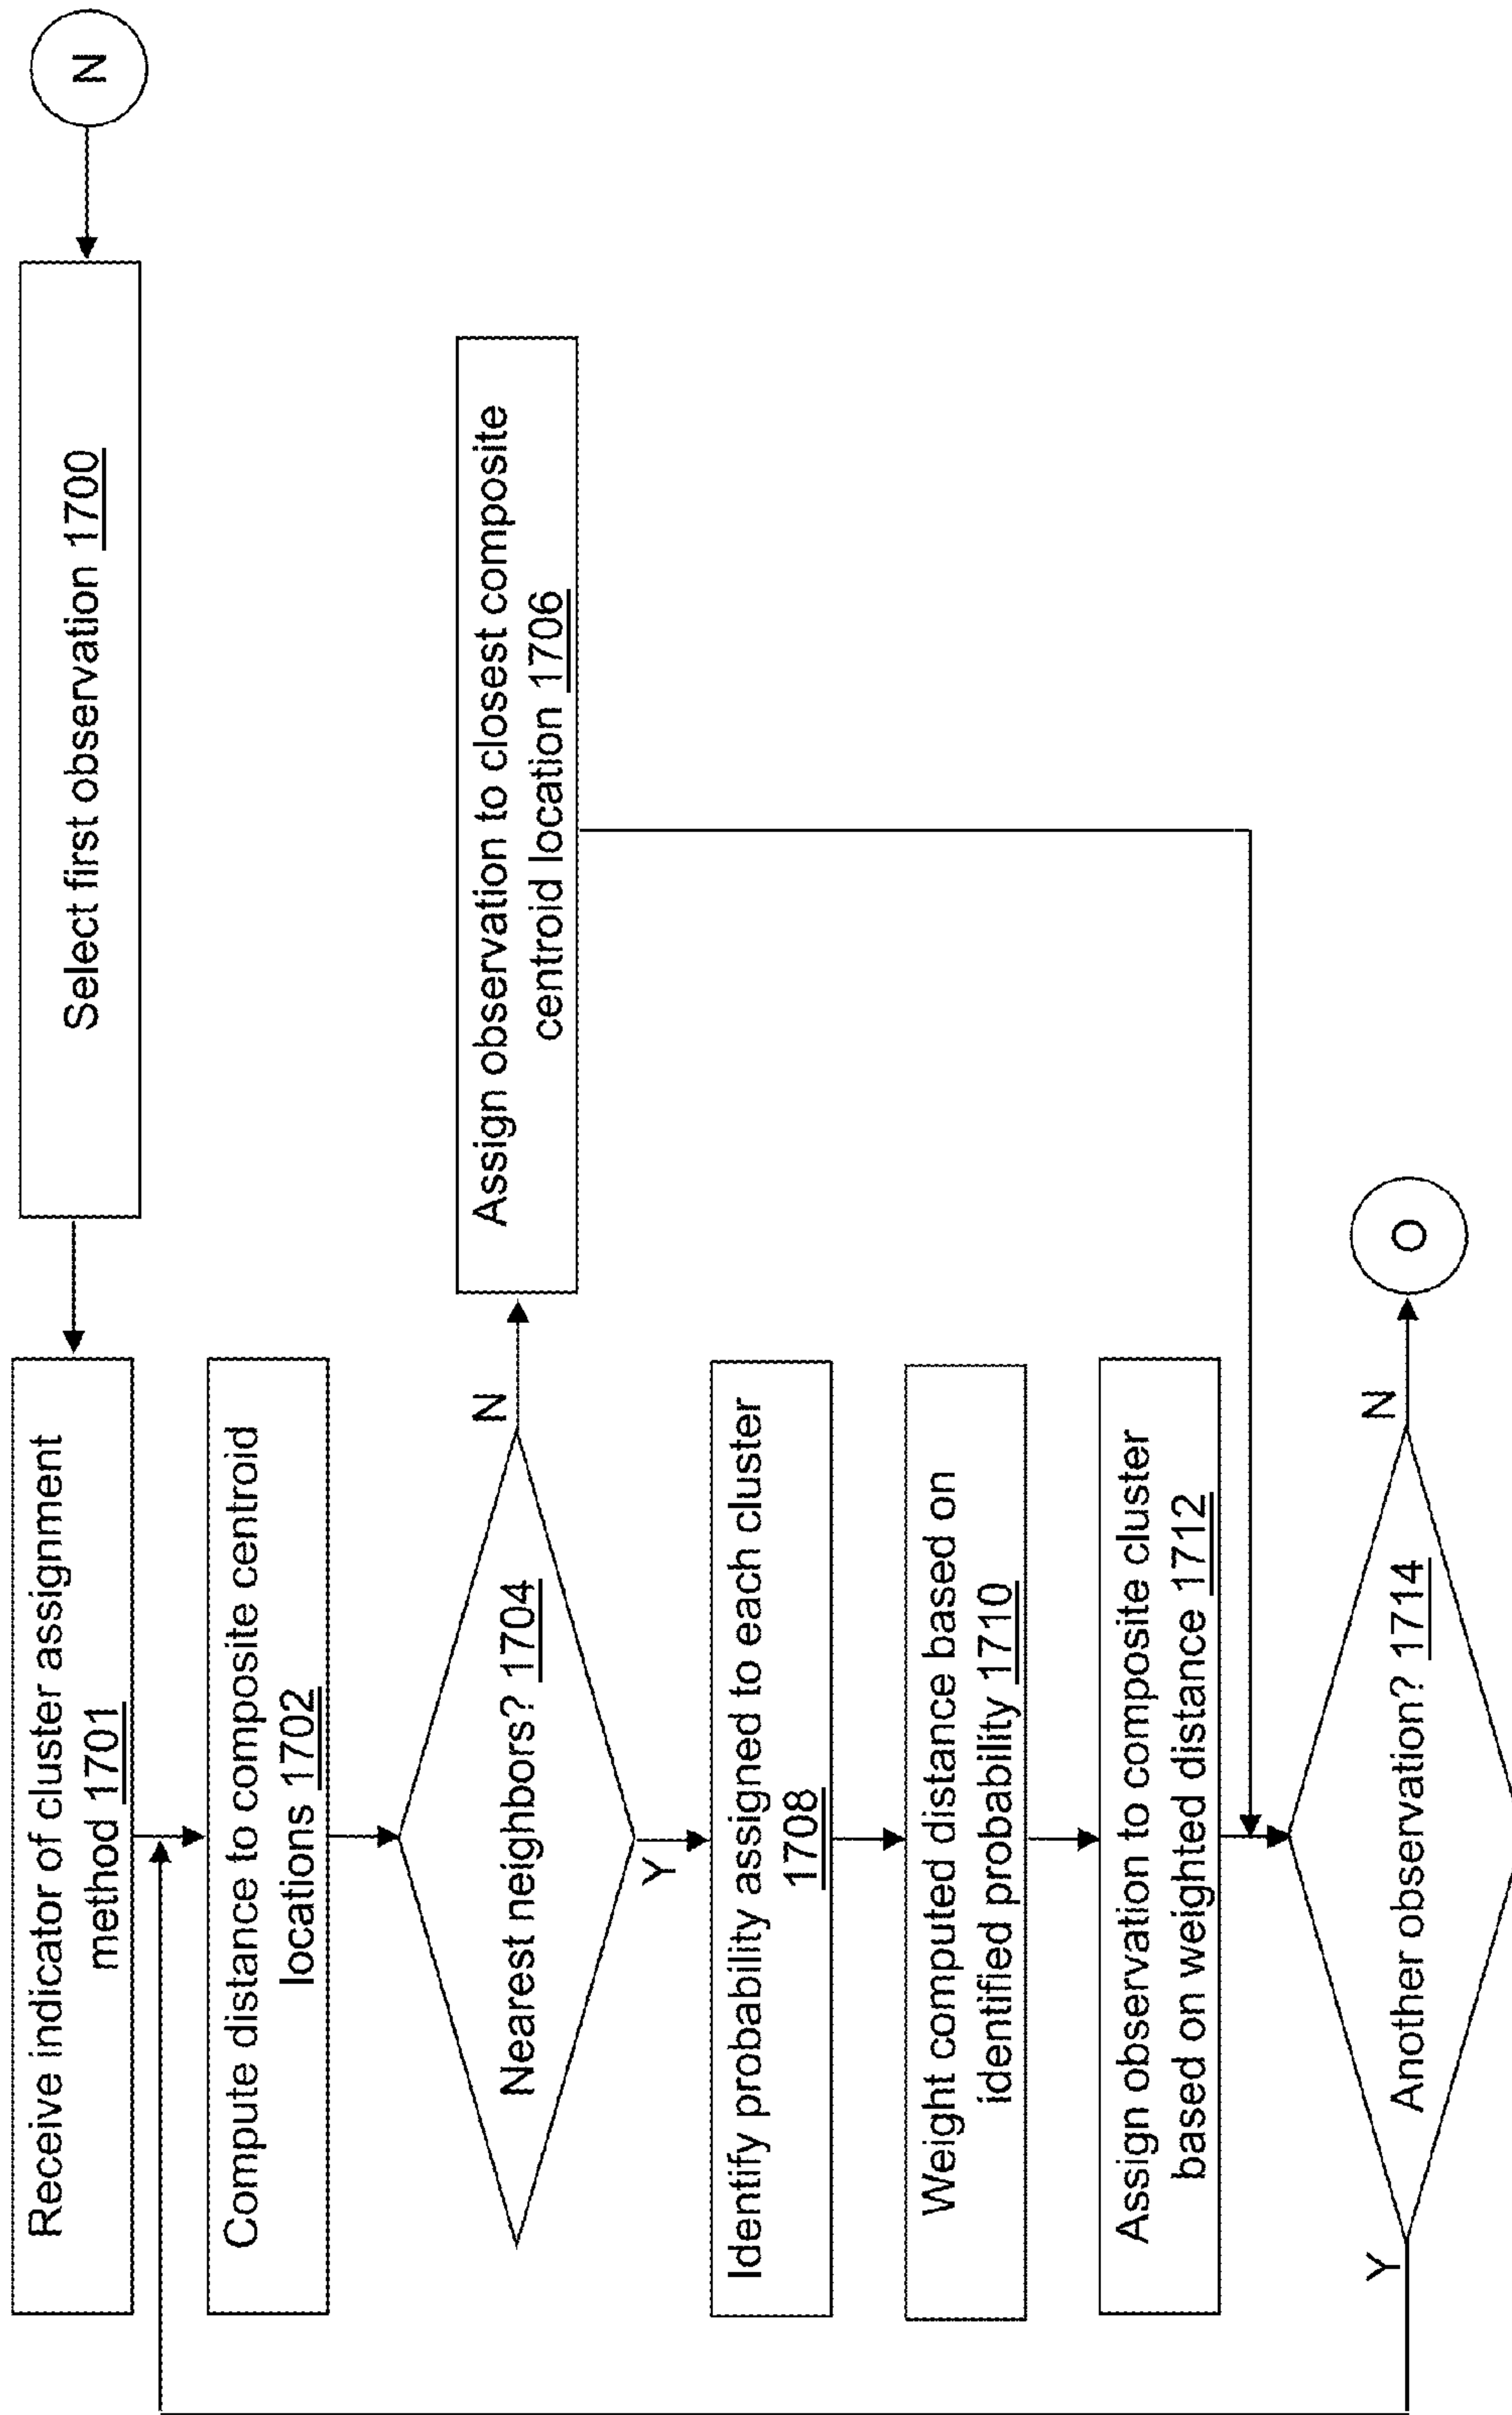 N
Select first observation 1700
Receive indicator of cluster assignment
method 1701
Compute distance to composite centroid
locations 1702
Nearest neighbors? 1704
N
Assign observation to closest composite
centroid location 1706
Y
Identify probability assigned to each cluster
1708
Weight computed distance based on
identified probability 1710
Assign observation to composite cluster
based on weighted distance 1712
Another observation? 1714
N
O
Y